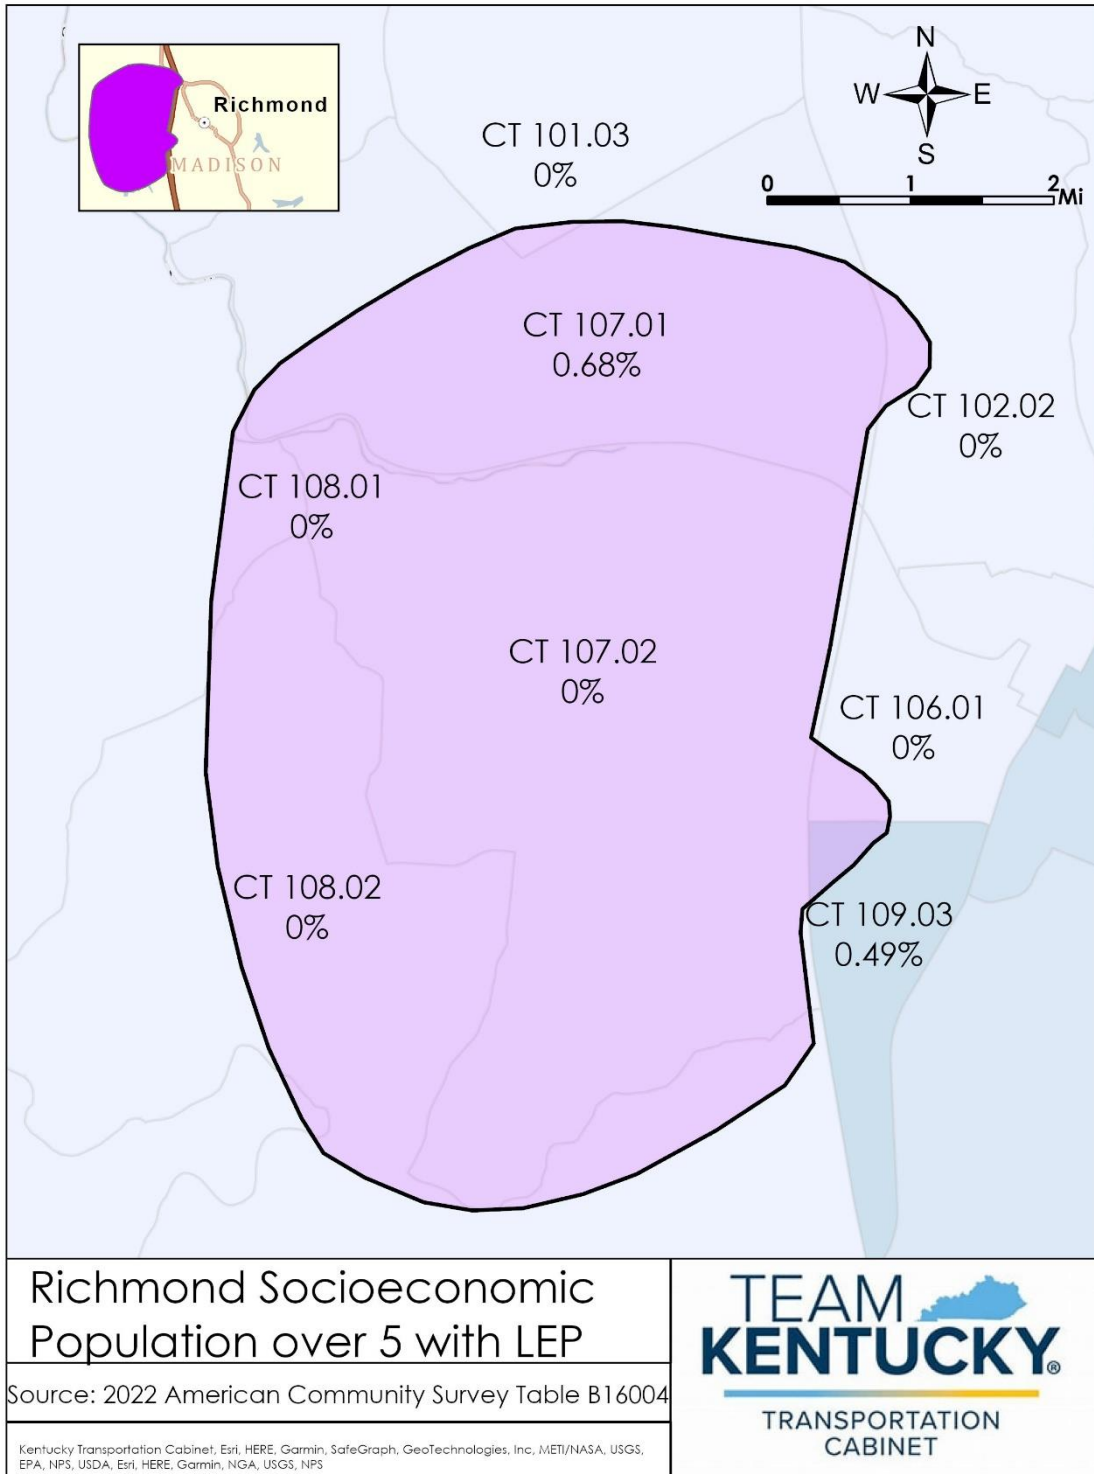 Richmond
MADISON
N
W E
S
0 1 2
Mi
CT 101.03
0%
CT 107.01
0.68%
CT 102.02
0%
CT 108.01
0%
CT 107.02
0%
CT 106.01
0%
CT 108.02
0%
CT 109.03
0.49%
Richmond Socioeconomic
Population over 5 with LEP
Source: 2022 American Community Survey Table B16004
Kentucky Transportation Cabinet, Esri, HERE, Garmin, SafeGraph, GeoTechnologies, Inc, METI/NASA, USGS,
EPA, NPS, USDA, Esri, HERE, Garmin, NGA, USGS, NPS
TEAM
KENTUCKY®
TRANSPORTATION
CABINET